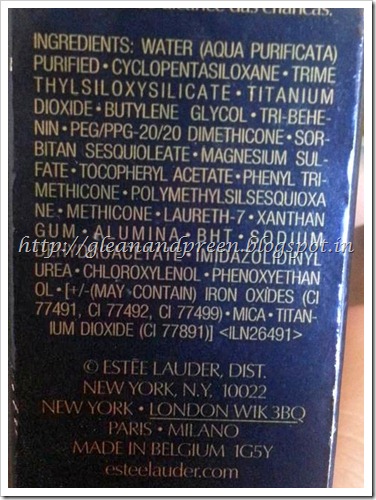 das crianças.
INGREDIENTS: WATER (AQUA PURIFICATA)
PURIFIED • CYCLOPENTASILOXANE • TRIME
THYLSILOXYSILICATE • TITANIUM
DIOXIDE • BUTYLENE GLYCOL • TRI-BEHE-
NIN • PEG/PPG-20/20 DIMETHICONE • SOR-
BITAN SESQUIOLEATE • MAGNESIUM SUL-
FATE • TOCOPHERYL ACETATE • PHENYL TRI-
METHICONE • POLYMETHYLSILSESQUIOXA
NE • METHICONE • LAURETH-7 • XANTHAN
GUM • ALUMINA • BHT • SODIUM
http://gleanandpreen.blogspot.in
IMIDAZOLIDINYL
UREA • CHLOROXYLENOL • PHENOXYETHAN
OL • [+/-(MAY CONTAIN) IRON OXIDES (CI
77491, CI 77492, CI 77499) • MICA • TITAN-
IUM DIOXIDE (CI 77891)] <ILN26491>
© ESTĒE LAUDER, DIST.
NEW YORK, N.Y. 10022
NEW YORK • LONDON W1K 3BQ
PARIS • MILANO
MADE IN BELGIUM 1G5Y
esteelauder.com